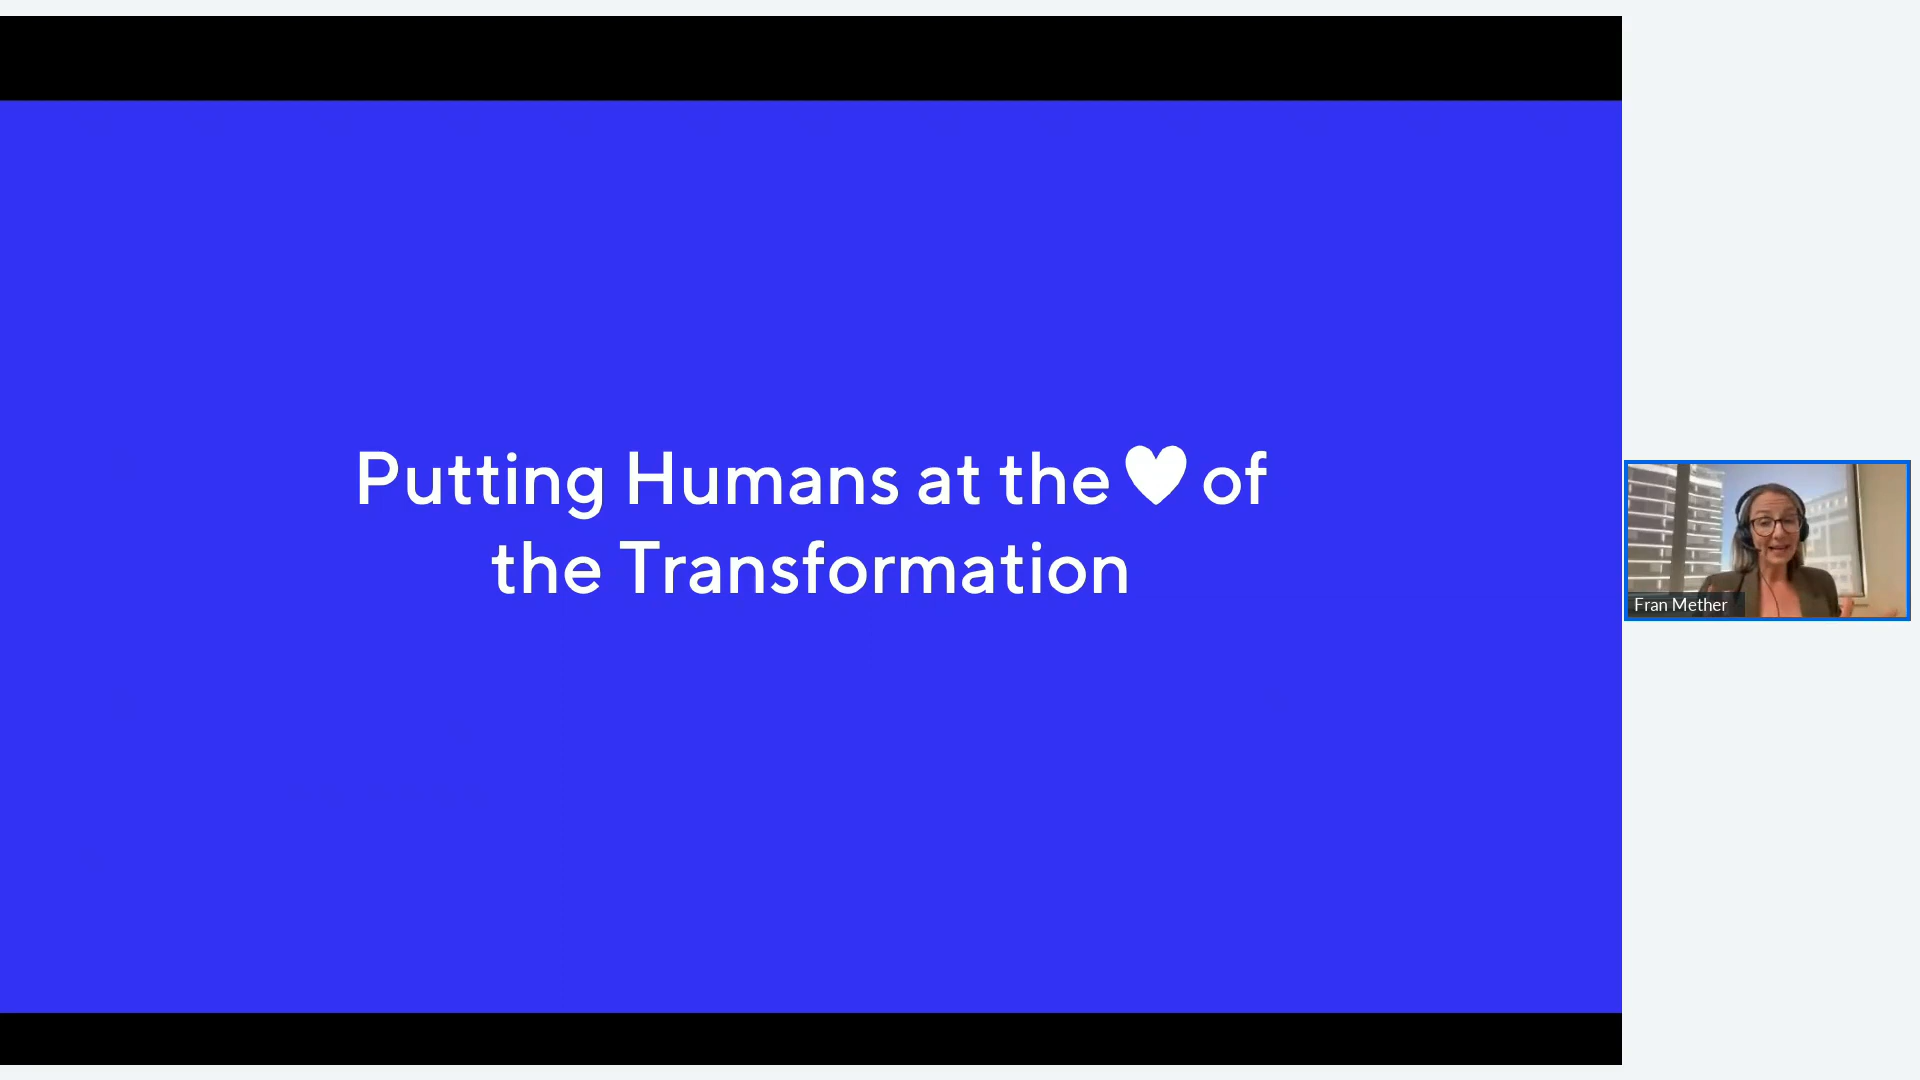 Putting Humans at the 🤍 of
the Transformation
Fran Mether